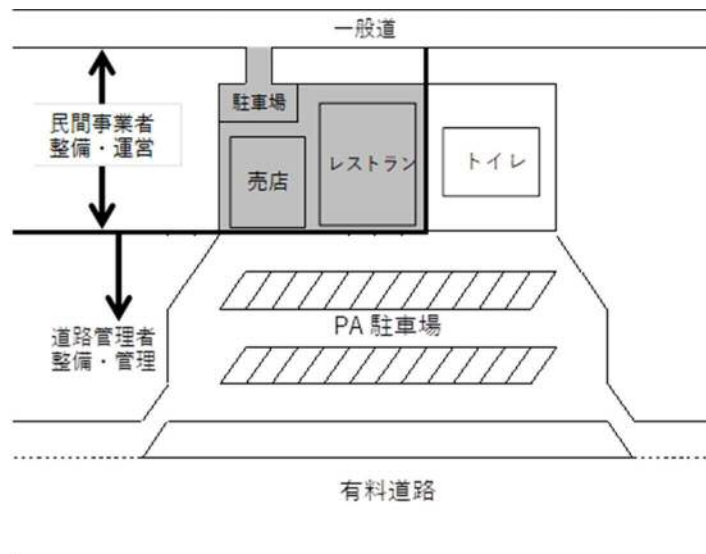 一般道
駐車場
民間事業者
整備・運営
売店
レストラン
トイレ
PA 駐車場
道路管理者
整備・管理
有料道路